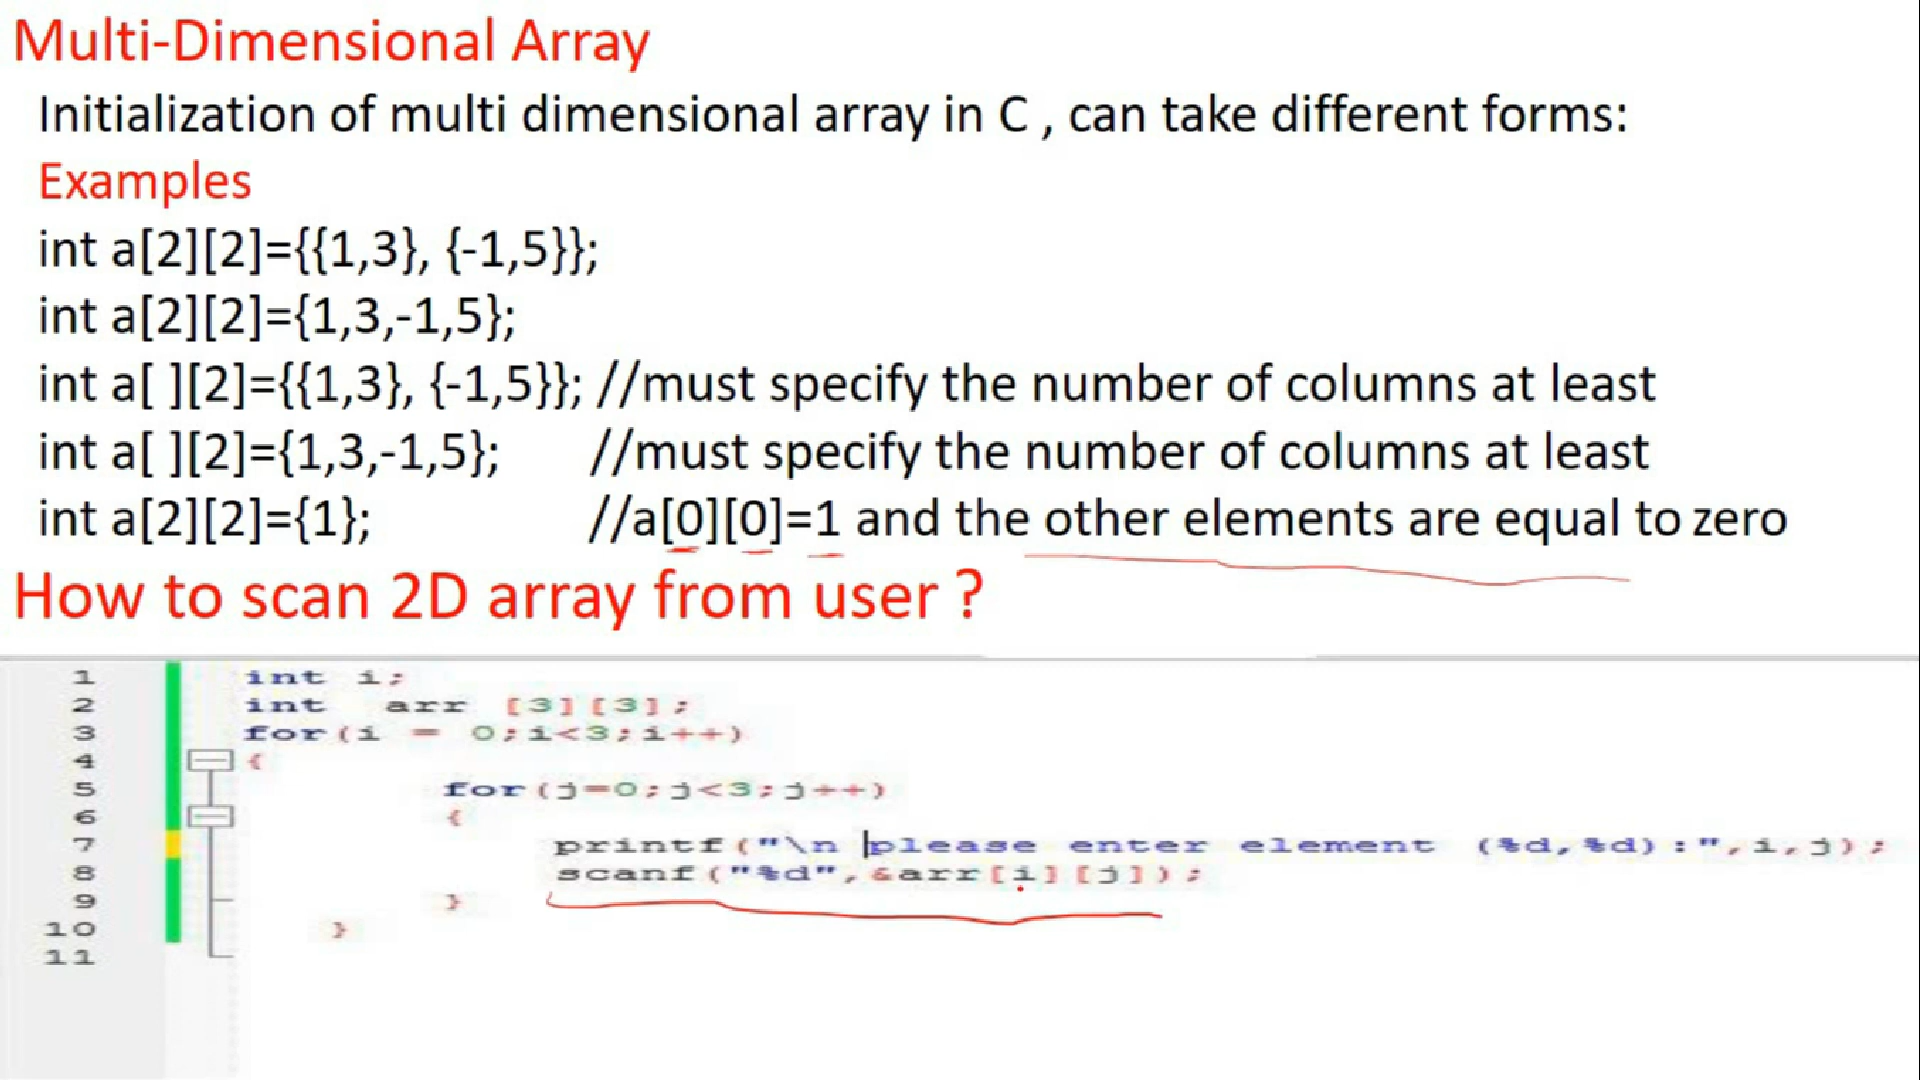 Multi-Dimensional Array
Initialization of multi dimensional array in C , can take different forms:
Examples
int a[2][2]={{1,3}, {-1,5}};
int a[2][2]={1,3,-1,5};
int a[ ][2]={{1,3}, {-1,5}}; //must specify the number of columns at least
int a[ ][2]={1,3,-1,5}; //must specify the number of columns at least
int a[2][2]={1}; //a[0][0]=1 and the other elements are equal to zero
How to scan 2D array from user ?
1 int i;
2 int arr [3][3];
3 for(i = 0;i<3;i++)
4 {
5 for(j=0;j<3;j++)
6 {
7 printf("\n please enter element (%d,%d):",i,j);
8 scanf("%d",&arr[i][j]);
9 }
10 }
11